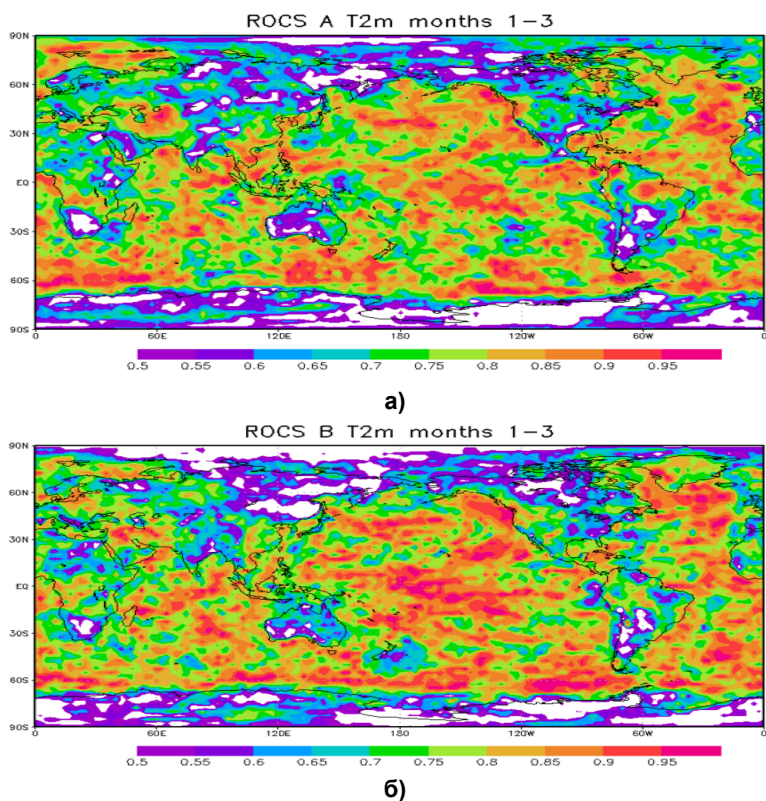 ROCS A T2m months 1–3
90N
60N
30N
EQ
30S
60S
90S
0 60E 120E 180 120W 60W 0
0.5 0.55 0.6 0.65 0.7 0.75 0.8 0.85 0.9 0.95
а)
ROCS B T2m months 1–3
90N
60N
30N
EQ
30S
60S
90S
0 60E 120E 180 120W 60W 0
0.5 0.55 0.6 0.65 0.7 0.75 0.8 0.85 0.9 0.95
б)